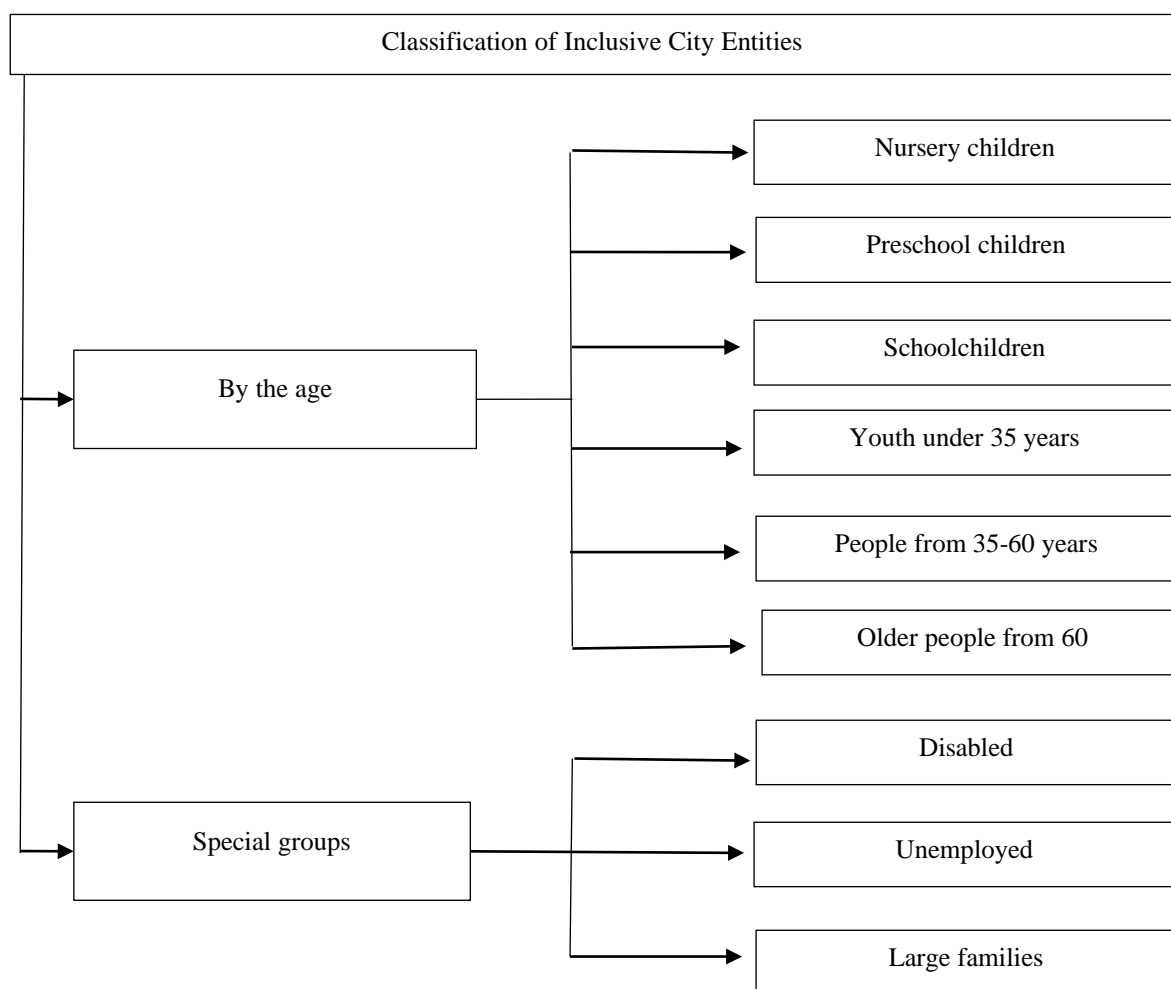 Classification of Inclusive City Entities
Nursery children
Preschool children
Schoolchildren
By the age
Youth under 35 years
People from 35-60 years
Older people from 60
Disabled
Special groups
Unemployed
Large families